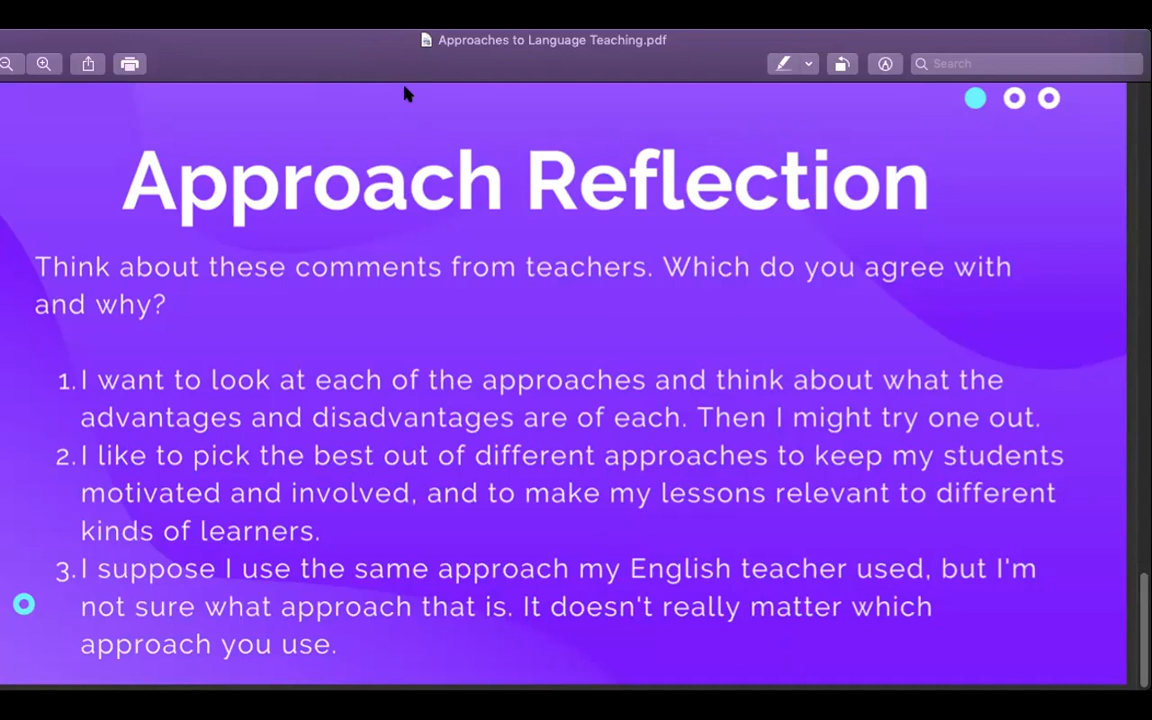 Approaches to Language Teaching.pdf
Search
Approach Reflection
Think about these comments from teachers. Which do you agree with
and why?
1. I want to look at each of the approaches and think about what the
advantages and disadvantages are of each. Then I might try one out.
2. I like to pick the best out of different approaches to keep my students
motivated and involved, and to make my lessons relevant to different
kinds of learners.
3. I suppose I use the same approach my English teacher used, but I'm
not sure what approach that is. It doesn't really matter which
approach you use.